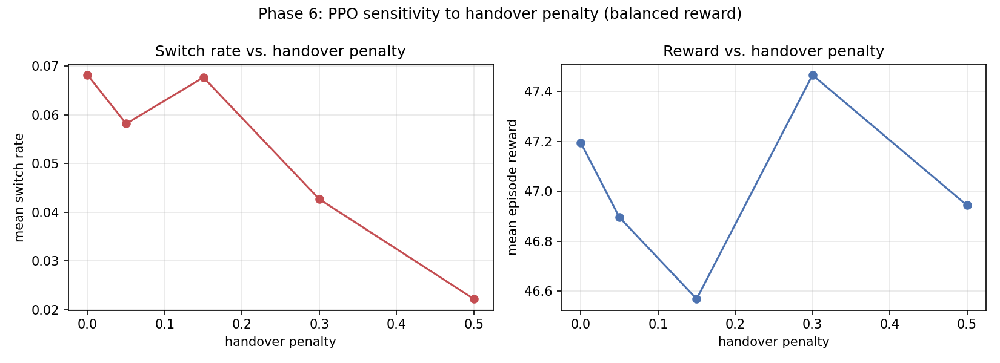 Phase 6: PPO sensitivity to handover penalty (balanced reward)
Switch rate vs. handover penalty
mean switch rate
0.07
0.06
0.05
0.04
0.03
0.02
0.0 0.1 0.2 0.3 0.4 0.5
handover penalty
Reward vs. handover penalty
mean episode reward
47.4
47.2
47.0
46.8
46.6
0.0 0.1 0.2 0.3 0.4 0.5
handover penalty